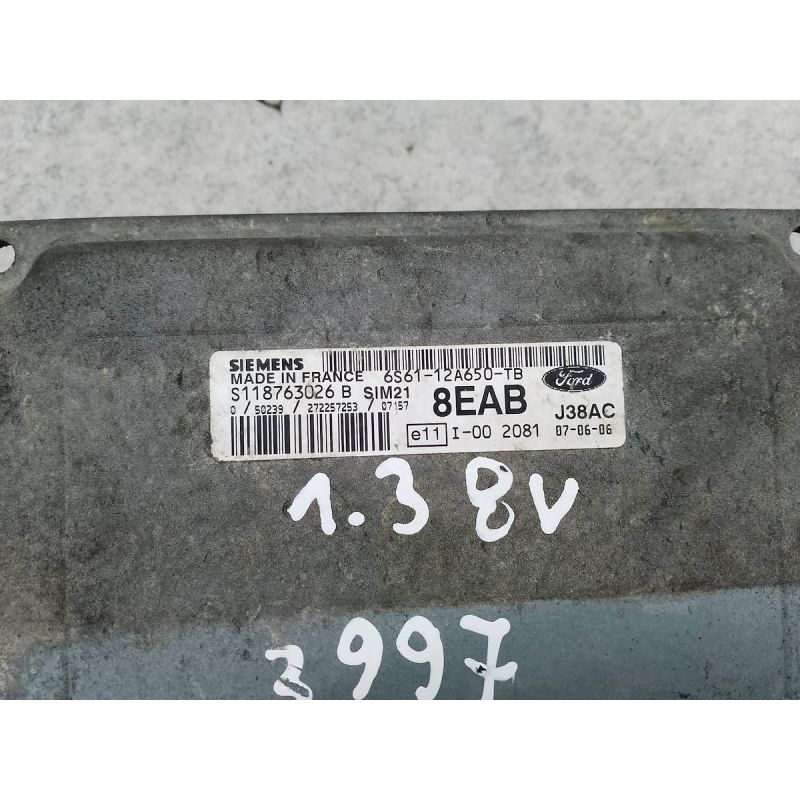 SIEMENS
MADE IN FRANCE 6S61-12A650-TB Ford
S118763026 B SIM21 8EAB J38AC
0 / 50239 / 272257253 / 07157
e11 I-00 2081 07-06-06
1.3 8V
3997